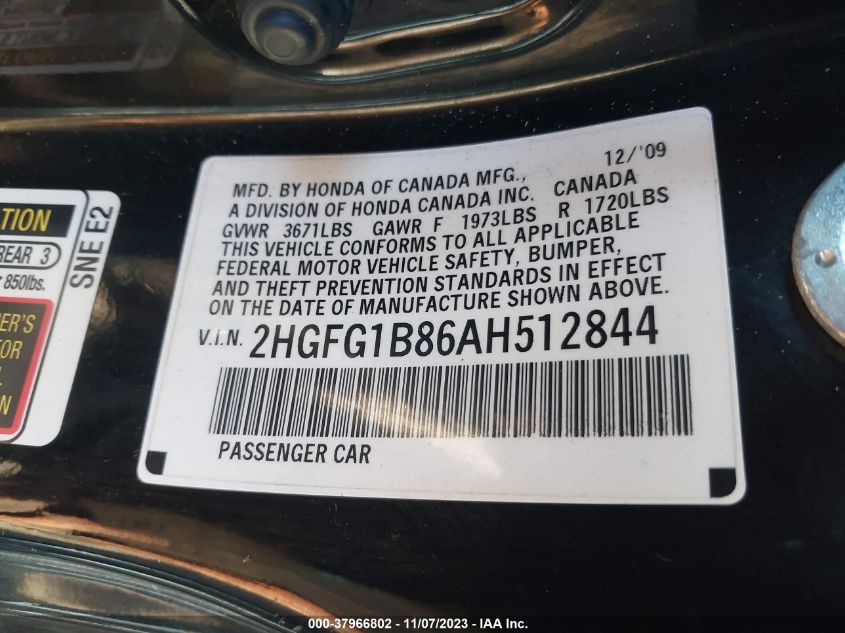 MFD. BY HONDA OF CANADA MFG., 12/'09
A DIVISION OF HONDA CANADA INC. CANADA
GVWR 3671LBS GAWR F 1973LBS R 1720LBS
THIS VEHICLE CONFORMS TO ALL APPLICABLE
FEDERAL MOTOR VEHICLE SAFETY, BUMPER,
AND THEFT PREVENTION STANDARDS IN EFFECT
ON THE DATE OF MANUFACTURE SHOWN ABOVE.
V.I.N. 2HGFG1B86AH512844
PASSENGER CAR
TION
REAR 3
850lbs.
SNE E2
ER'S
TOR
N
000-37966802 - 11/07/2023 - IAA Inc.